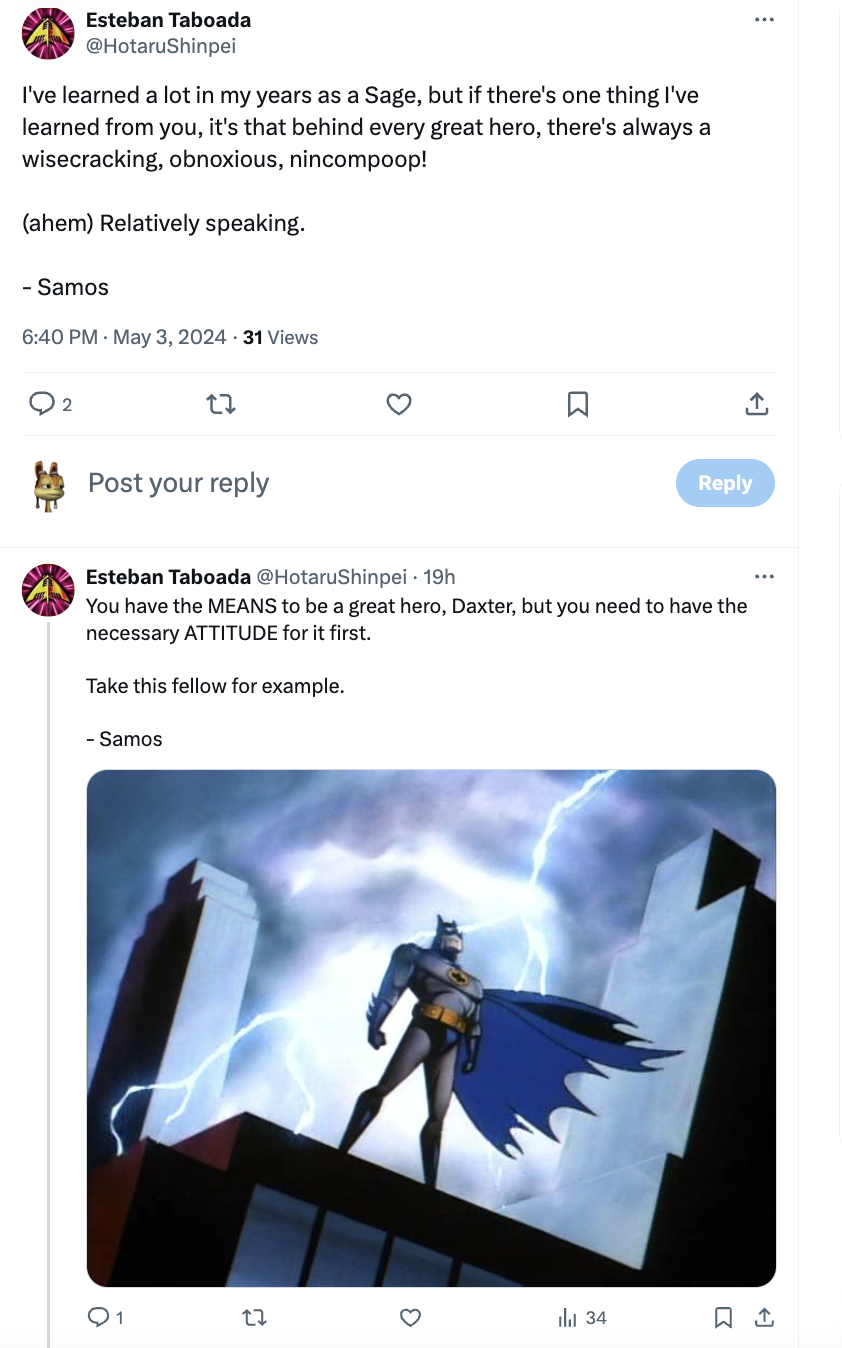 Esteban Taboada
@HotaruShinpei
I've learned a lot in my years as a Sage, but if there's one thing I've
learned from you, it's that behind every great hero, there's always a
wisecracking, obnoxious, nincompoop!
(ahem) Relatively speaking.
- Samos
6:40 PM · May 3, 2024 · 31 Views
2
Post your reply
Reply
Esteban Taboada @HotaruShinpei · 19h
You have the MEANS to be a great hero, Daxter, but you need to have the
necessary ATTITUDE for it first.
Take this fellow for example.
- Samos
1 34